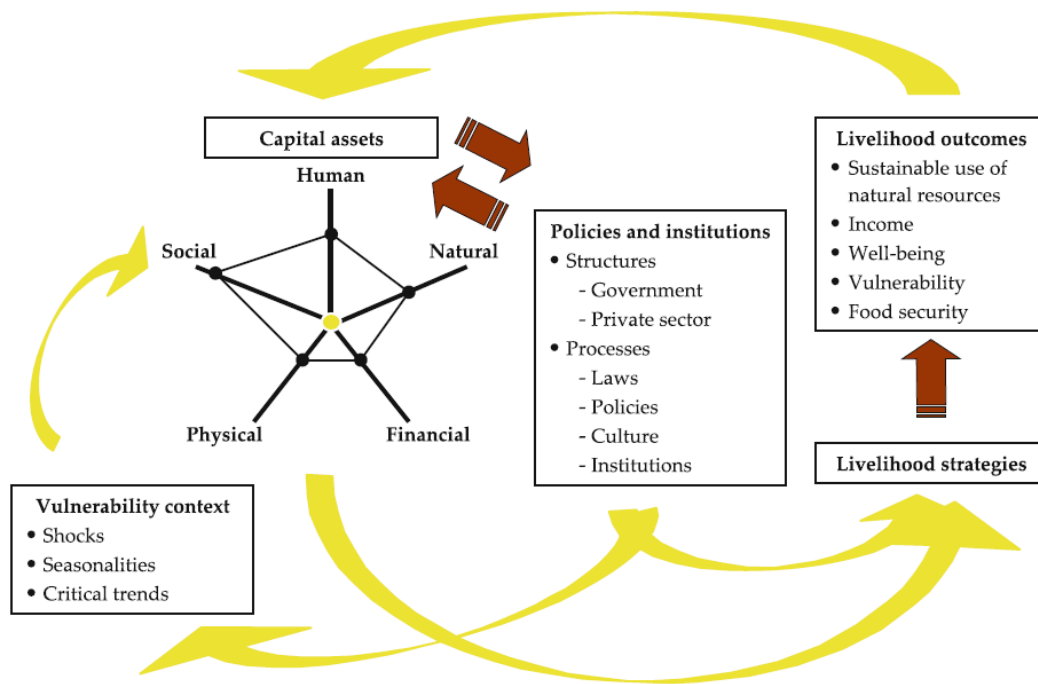 Capital assets
Human
Social
Natural
Physical
Financial
Vulnerability context
• Shocks
• Seasonalities
• Critical trends
Policies and institutions
• Structures
- Government
- Private sector
• Processes
- Laws
- Policies
- Culture
- Institutions
Livelihood outcomes
• Sustainable use of
natural resources
• Income
• Well-being
• Vulnerability
• Food security
Livelihood strategies